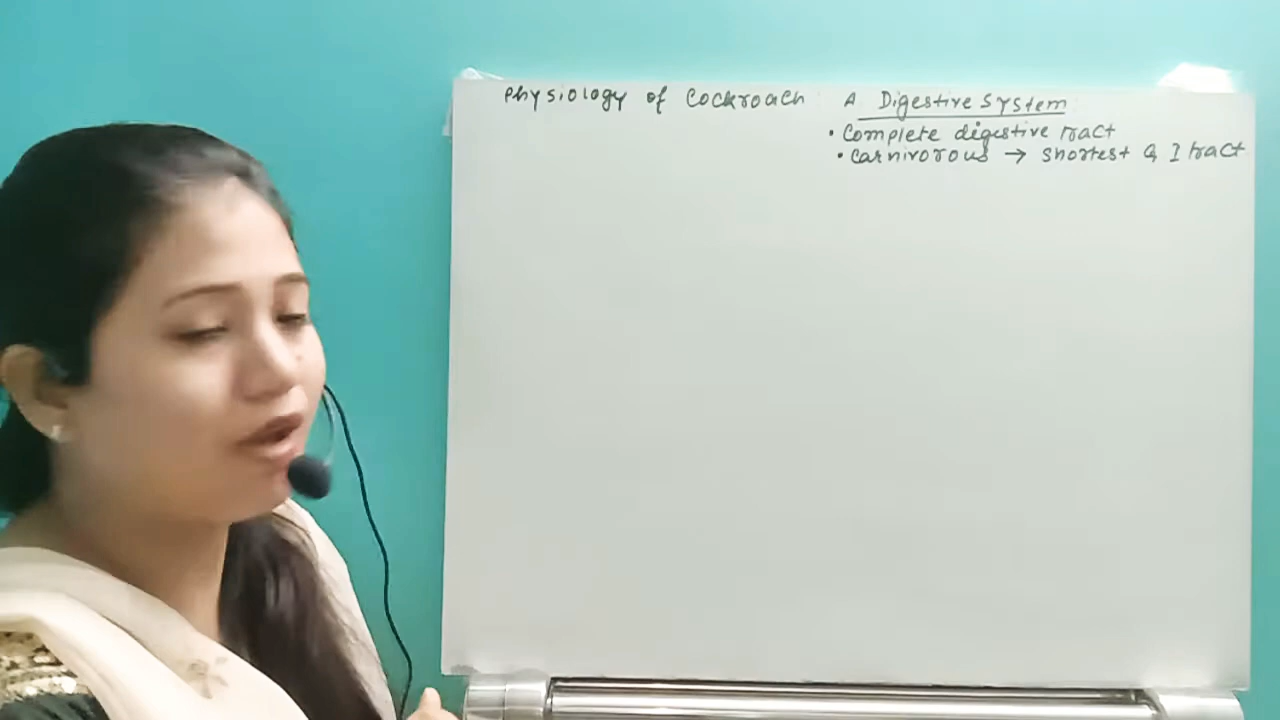 Physiology of Cockroach A Digestive System
• Complete digestive tract
• Carnivorous → shortest G I tract